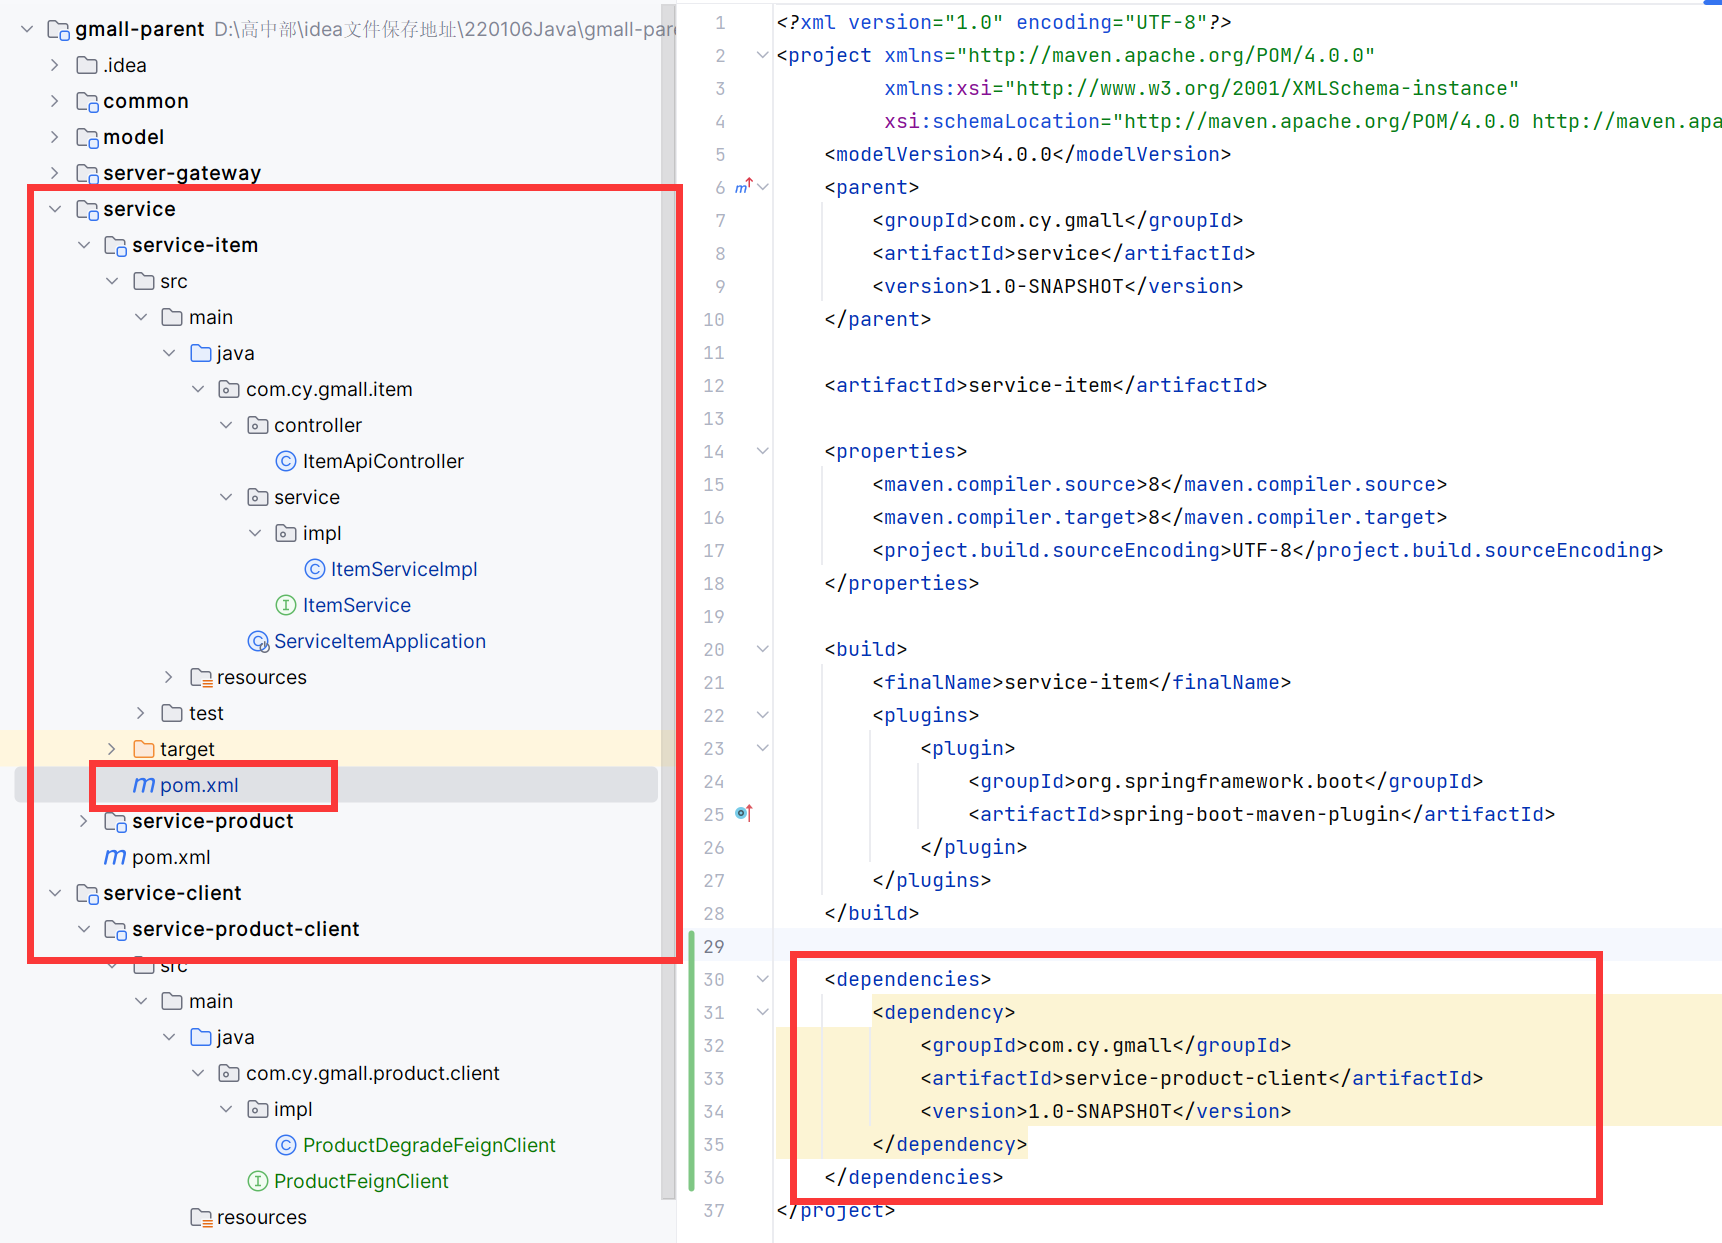 gmall-parent D:\高中部\idea文件保存地址\220106Java\gmall-par
.idea
common
model
server-gateway
service
service-item
src
main
java
com.cy.gmall.item
controller
ItemApiController
service
impl
ItemServiceImpl
ItemService
ServiceItemApplication
resources
test
target
pom.xml
service-product
pom.xml
service-client
service-product-client
src
main
java
com.cy.gmall.product.client
impl
ProductDegradeFeignClient
ProductFeignClient
resources
1 <?xml version="1.0" encoding="UTF-8"?>
2 <project xmlns="http://maven.apache.org/POM/4.0.0"
3 xmlns:xsi="http://www.w3.org/2001/XMLSchema-instance"
4 xsi:schemaLocation="http://maven.apache.org/POM/4.0.0 http://maven.apa
5 <modelVersion>4.0.0</modelVersion>
6 <parent>
7 <groupId>com.cy.gmall</groupId>
8 <artifactId>service</artifactId>
9 <version>1.0-SNAPSHOT</version>
10 </parent>
11
12 <artifactId>service-item</artifactId>
13
14 <properties>
15 <maven.compiler.source>8</maven.compiler.source>
16 <maven.compiler.target>8</maven.compiler.target>
17 <project.build.sourceEncoding>UTF-8</project.build.sourceEncoding>
18 </properties>
19
20 <build>
21 <finalName>service-item</finalName>
22 <plugins>
23 <plugin>
24 <groupId>org.springframework.boot</groupId>
25 <artifactId>spring-boot-maven-plugin</artifactId>
26 </plugin>
27 </plugins>
28 </build>
29
30 <dependencies>
31 <dependency>
32 <groupId>com.cy.gmall</groupId>
33 <artifactId>service-product-client</artifactId>
34 <version>1.0-SNAPSHOT</version>
35 </dependency>
36 </dependencies>
37 </project>